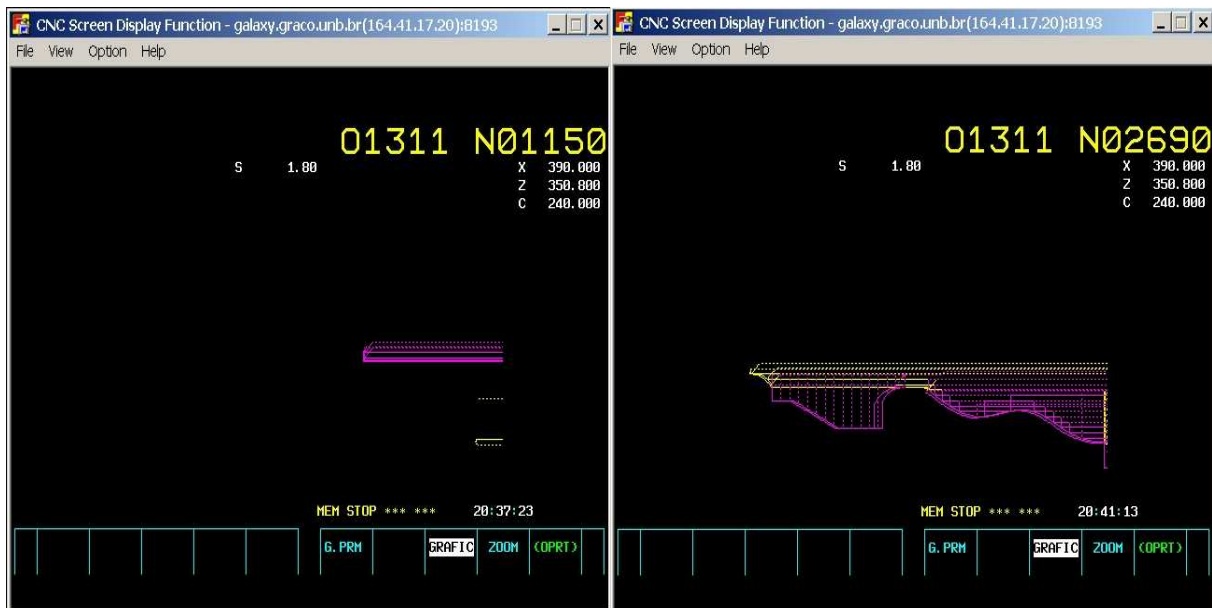 CNC Screen Display Function - galaxy.graco.unb.br(164.41.17.20):8193
File View Option Help
O1311 N01150
S 1.80 X 390.000
Z 350.800
C 240.000
MEM STOP *** *** 20:37:23
G.PRM GRAFIC ZOOM (OPRT)
CNC Screen Display Function - galaxy.graco.unb.br(164.41.17.20):8193
File View Option Help
O1311 N02690
S 1.80 X 390.000
Z 350.800
C 240.000
MEM STOP *** *** 20:41:13
G.PRM GRAFIC ZOOM (OPRT)